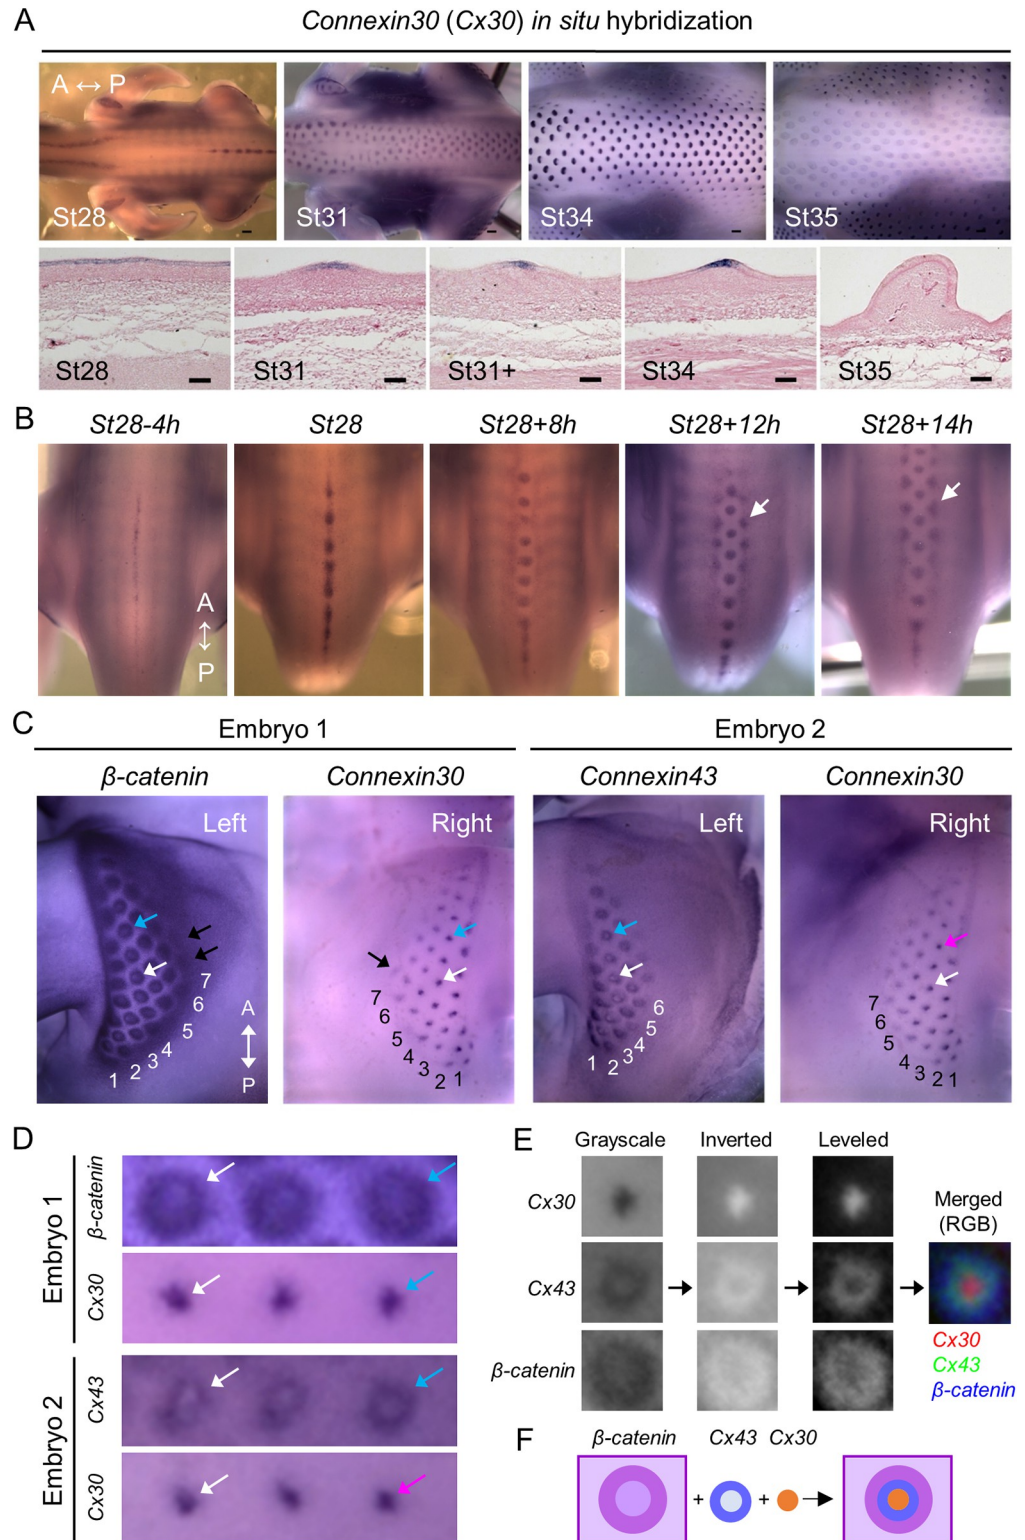 A
Connexin30 (Cx30) in situ hybridization
A ↔ P
St28
St31
St34
St35
St28
St31
St31+
St34
St35
B
St28-4h
St28
St28+8h
St28+12h
St28+14h
A
P
C
Embryo 1
Embryo 2
β-catenin
Connexin30
Connexin43
Connexin30
Left
Right
Left
Right
7
6
5
4
3
2
1
A
P
7
6
5
4
3
2
1
6
5
4
3
2
1
7
6
5
4
3
2
1
D
Embryo 1
β-catenin
Cx30
Embryo 2
Cx43
Cx30
E
Grayscale
Inverted
Leveled
Cx30
Cx43
β-catenin
Merged
(RGB)
Cx30
Cx43
β-catenin
F
β-catenin
Cx43
Cx30
+
+